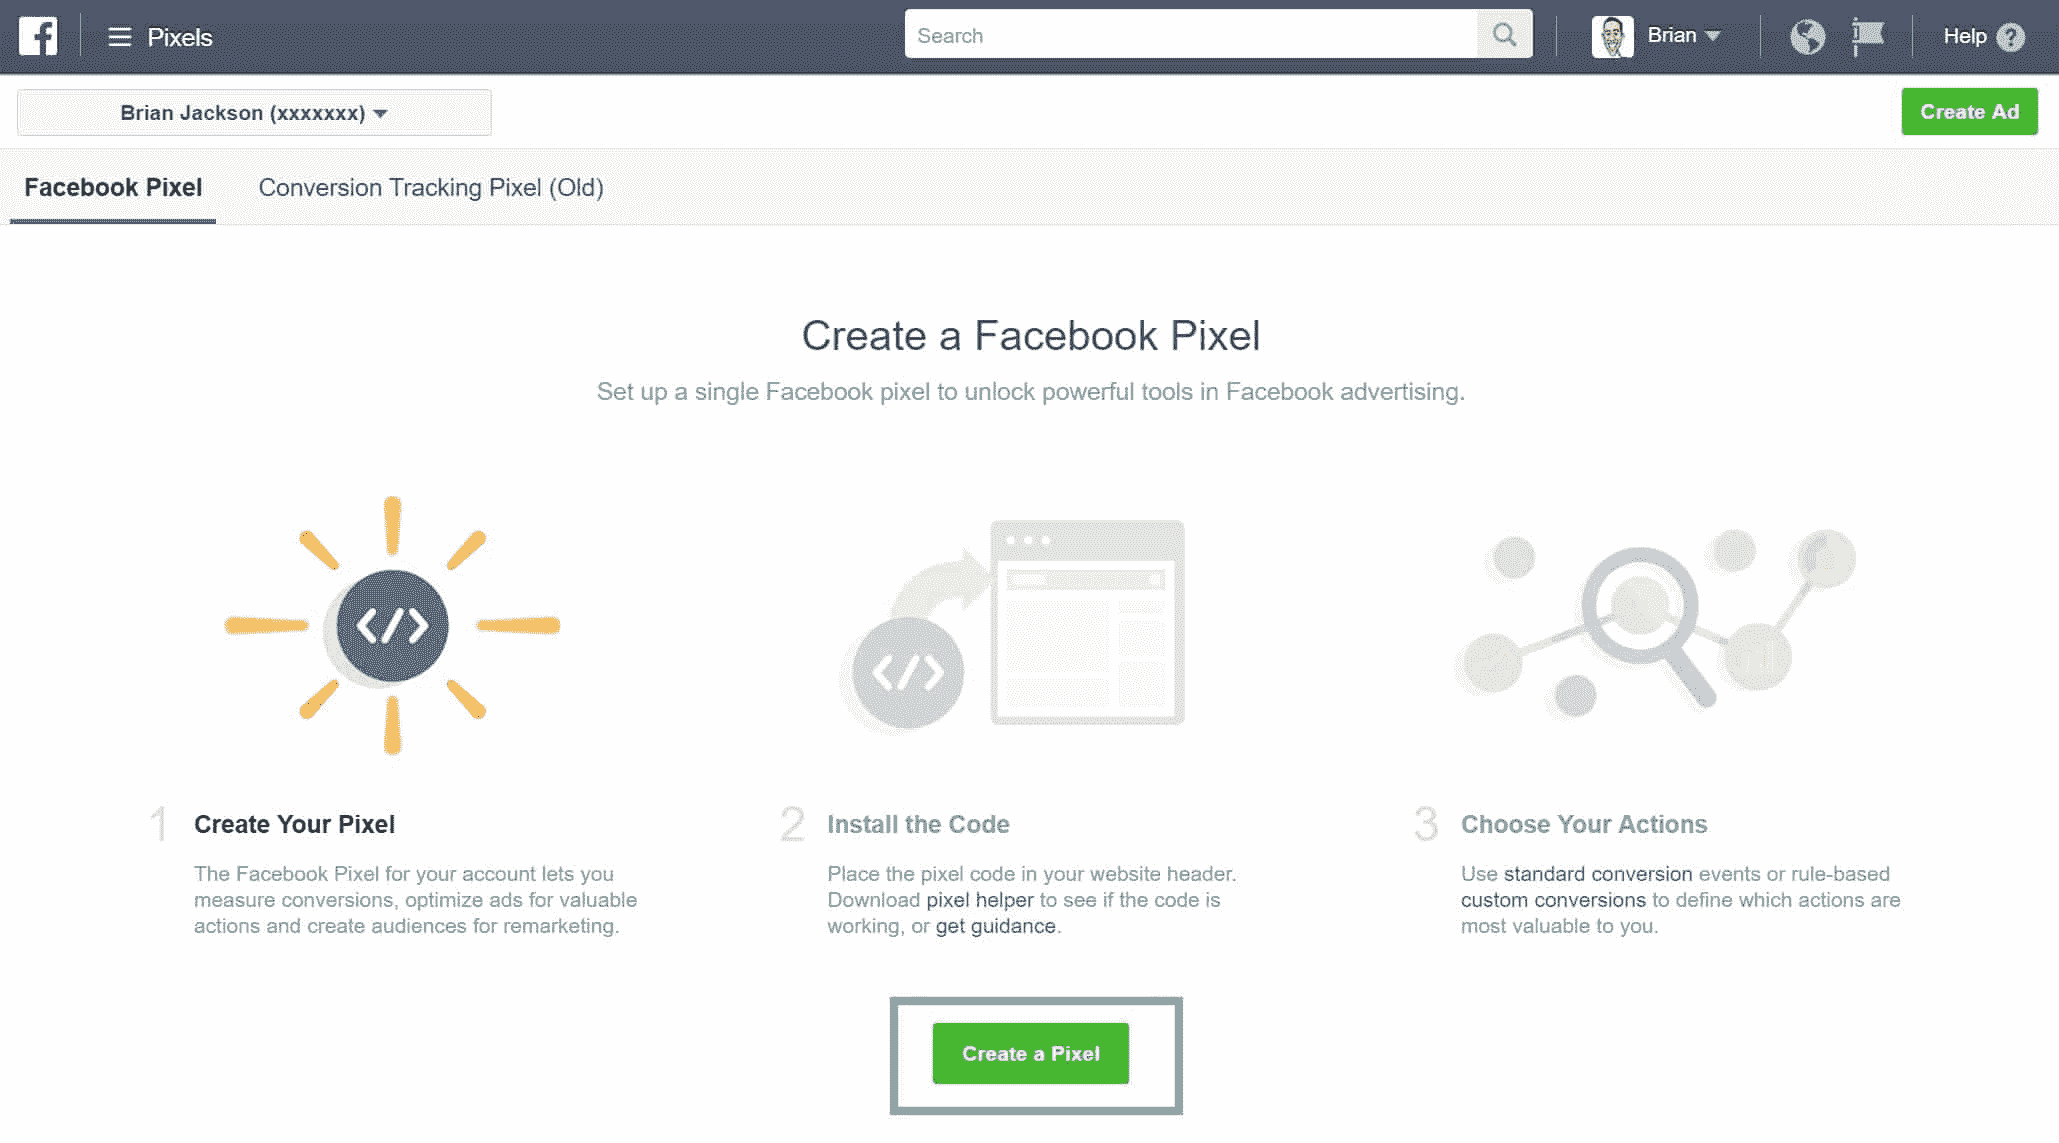 f
Pixels
Search
Brian
Help ?
Brian Jackson (xxxxxxx)
Create Ad
Facebook Pixel
Conversion Tracking Pixel (Old)
Create a Facebook Pixel
Set up a single Facebook pixel to unlock powerful tools in Facebook advertising.
</>
</>
1 Create Your Pixel
The Facebook Pixel for your account lets you
measure conversions, optimize ads for valuable
actions and create audiences for remarketing.
2 Install the Code
Place the pixel code in your website header.
Download pixel helper to see if the code is
working, or get guidance.
3 Choose Your Actions
Use standard conversion events or rule-based
custom conversions to define which actions are
most valuable to you.
Create a Pixel